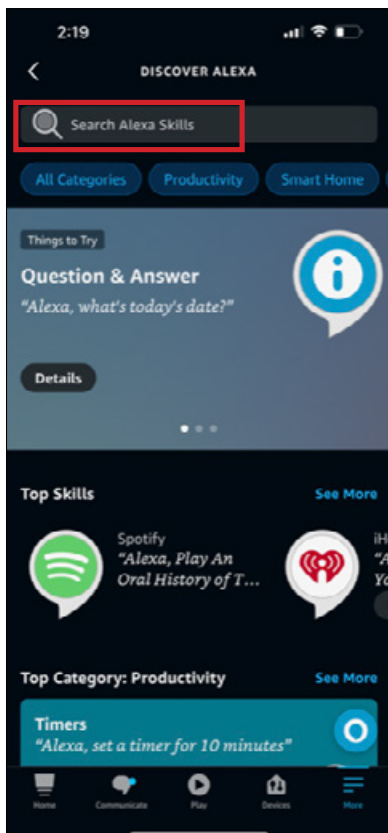 2:19
DISCOVER ALEXA
Search Alexa Skills
All Categories
Productivity
Smart Home
Things to Try
Question & Answer
"Alexa, what's today's date?"
Details
Top Skills
See More
Spotify
"Alexa, Play An
Oral History of T...
iH
"A
Yo
Top Category: Productivity
See More
Timers
"Alexa, set a timer for 10 minutes"
Home
Communicate
Play
Devices
More